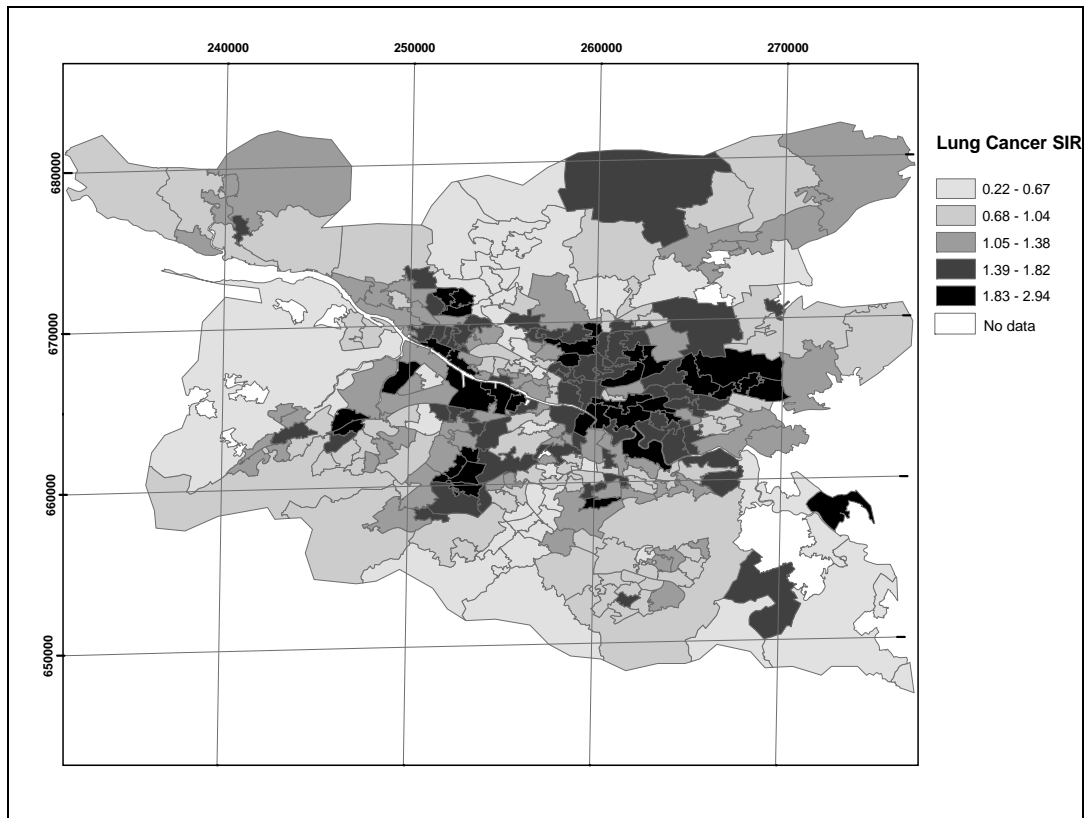 240000 250000 260000 270000
680000
670000
660000
650000
Lung Cancer SIR
0.22 - 0.67
0.68 - 1.04
1.05 - 1.38
1.39 - 1.82
1.83 - 2.94
No data